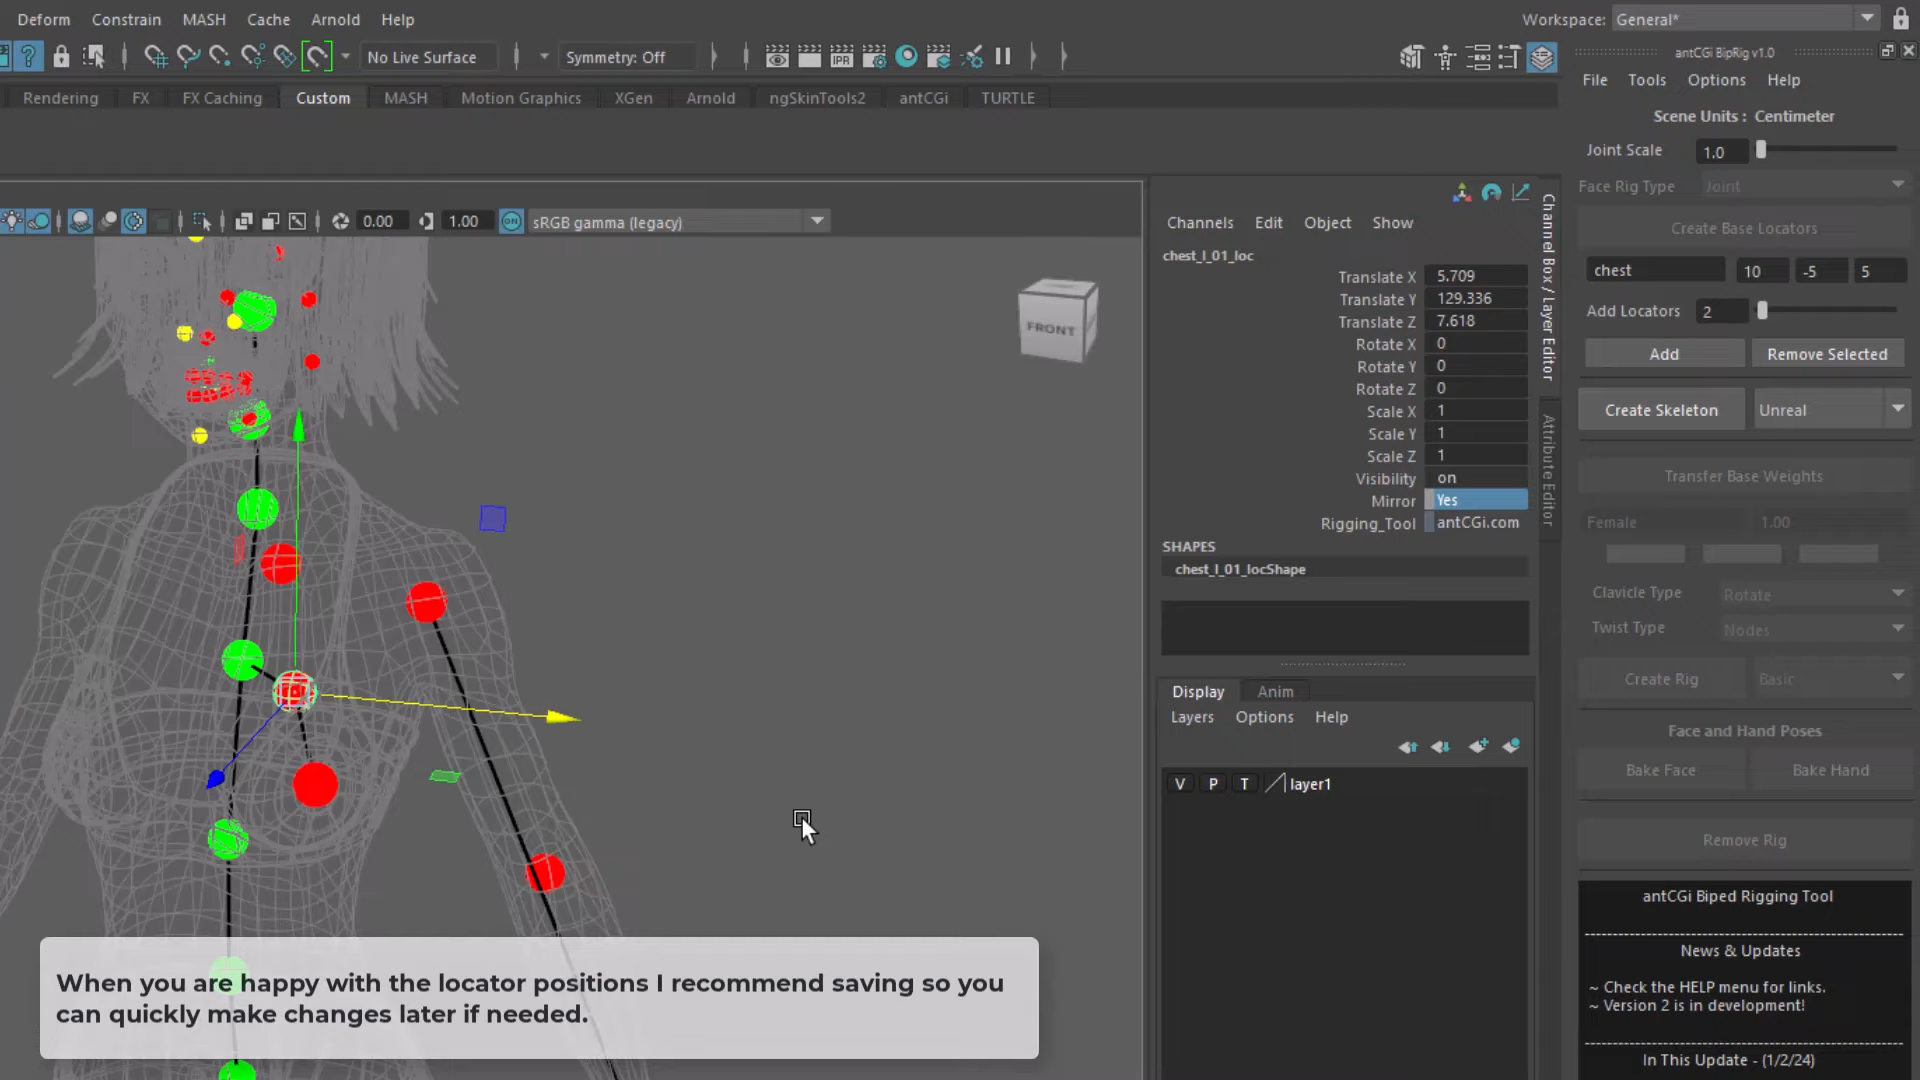 Deform Constrain MASH Cache Arnold Help
Workspace: General*
No Live Surface
Symmetry: Off
IPR
Rendering FX FX Caching Custom MASH Motion Graphics XGen Arnold ngSkinTools2 antCGi TURTLE
0.00 1.00 ON sRGB gamma (legacy)
FRONT
Channels Edit Object Show
chest_l_01_loc
Translate X 5.709
Translate Y 129.336
Translate Z 7.618
Rotate X 0
Rotate Y 0
Rotate Z 0
Scale X 1
Scale Y 1
Scale Z 1
Visibility on
Mirror Yes
Rigging_Tool antCGi.com
SHAPES
chest_l_01_locShape
Display Anim
Layers Options Help
V P T layer1
Channel Box / Layer Editor
Attribute Editor
antCGi BipRig v1.0
File Tools Options Help
Scene Units : Centimeter
Joint Scale 1.0
Face Rig Type Joint
Create Base Locators
chest 10 -5 5
Add Locators 2
Add Remove Selected
Create Skeleton Unreal
Transfer Base Weights
Female 1.00
Clavicle Type Rotate
Twist Type Nodes
Create Rig Basic
Face and Hand Poses
Bake Face Bake Hand
Remove Rig
antCGi Biped Rigging Tool
News & Updates
~ Check the HELP menu for links.
~ Version 2 is in development!
In This Update - (1/2/24)
When you are happy with the locator positions I recommend saving so you
can quickly make changes later if needed.